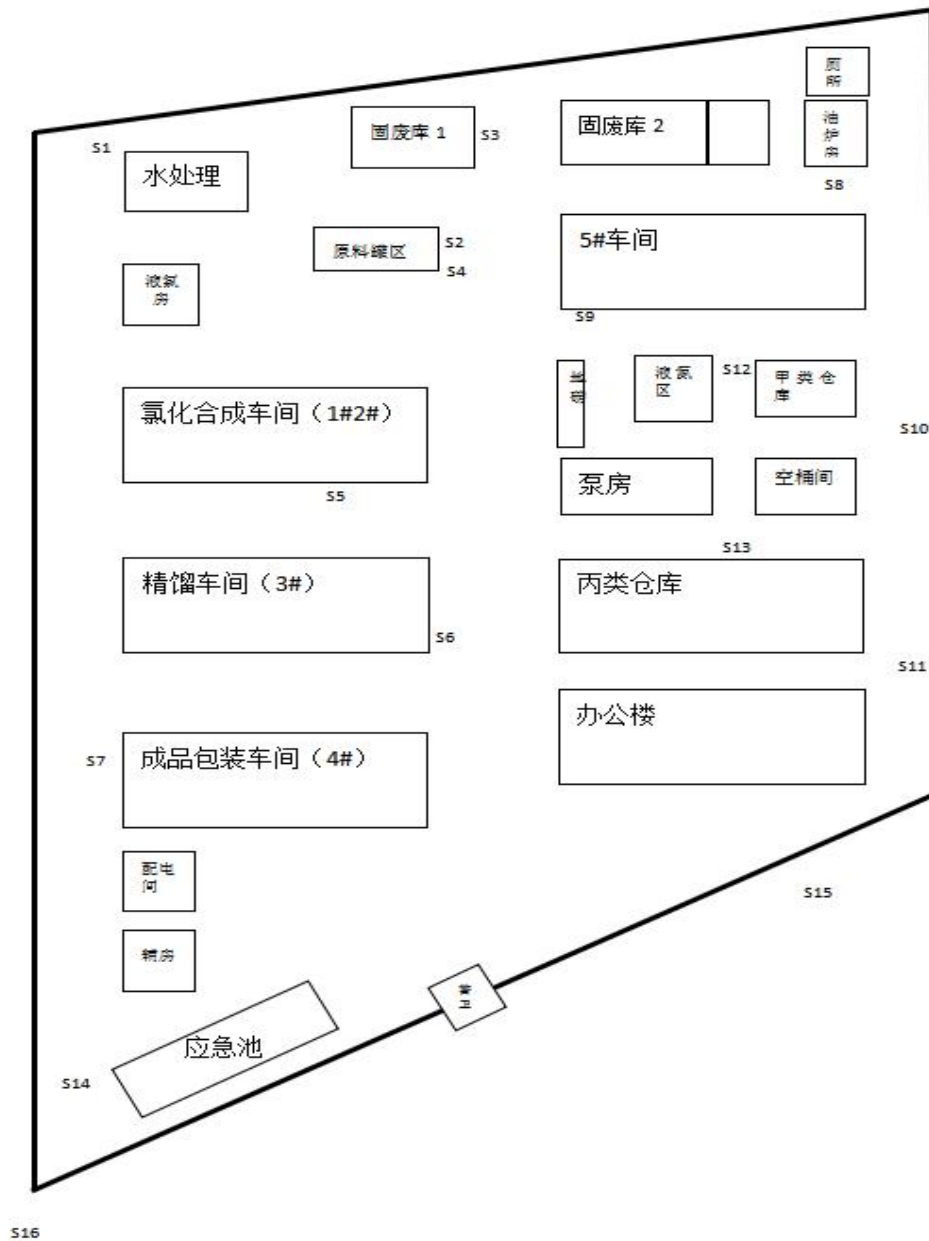 厕
所
固废库 1
S3
固废库 2
油
炉
房
S1
水处理
S8
原料罐区
S2
S4
5#车间
液氯
房
S9
液氮
区
S12
甲类仓
库
氯化合成车间（1#2#）
S10
S5
泵房
空桶间
S13
精馏车间（3#）
丙类仓库
S6
S11
办公楼
S7
成品包装车间（4#）
配电
间
S15
辅房
应急池
S14
S16